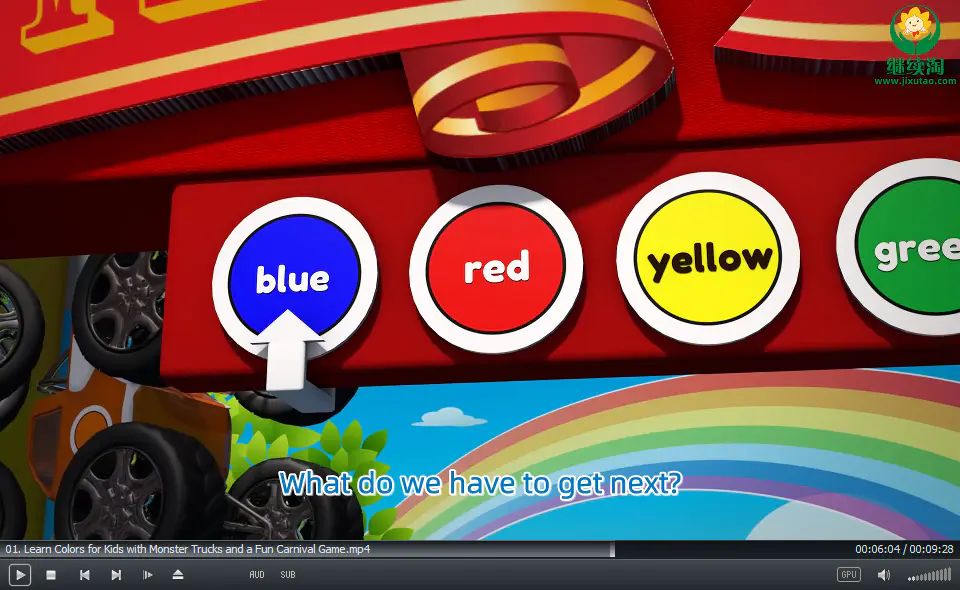 继续淘
www.jixutao.com
blue
red
yellow
gree
What do we have to get next?
01. Learn Colors for Kids with Monster Trucks and a Fun Carnival Game.mp4
00:06:04 / 00:09:28
AUD SUB
GPU